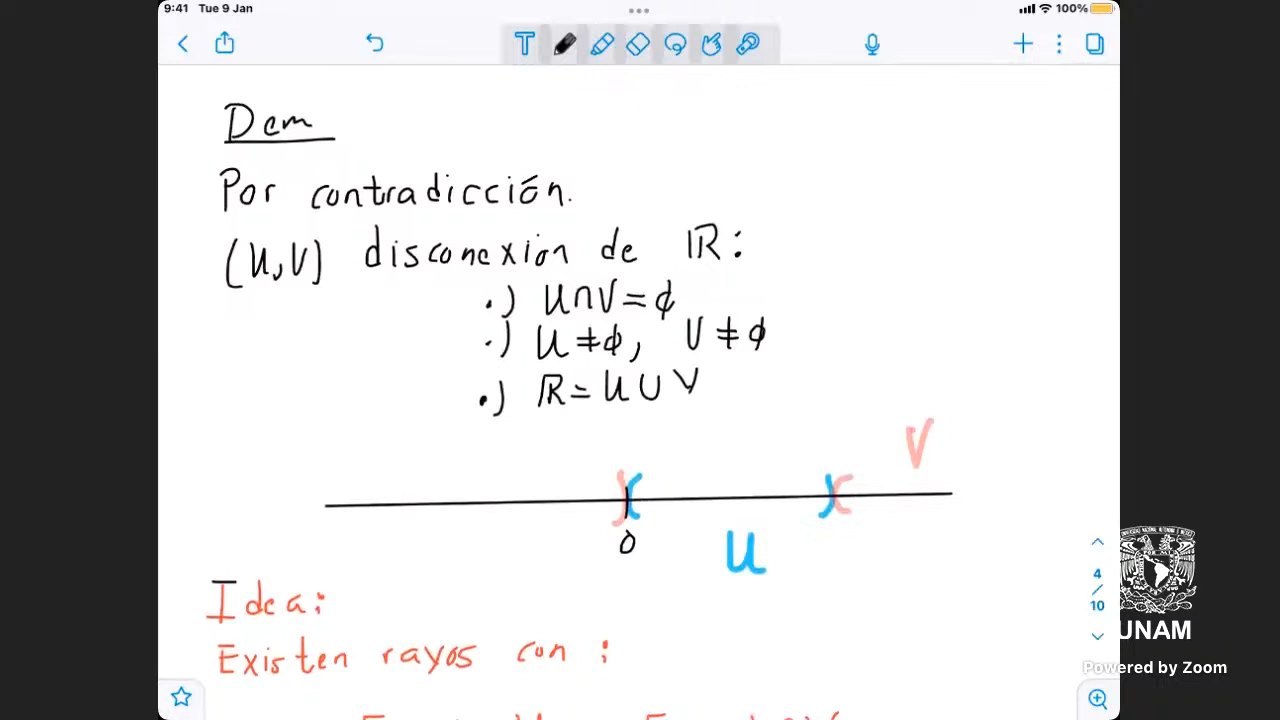 9:41 Tue 9 Jan
100%
Dem
Por contradicción.
(U,V) disconexion de ℝ:
·) U∩V=ϕ
·) U≠ϕ, V≠ϕ
·) ℝ=U∪V
V
0
U
Idea:
Existen rayos con :
4
/
10
UNAM
Powered by Zoom